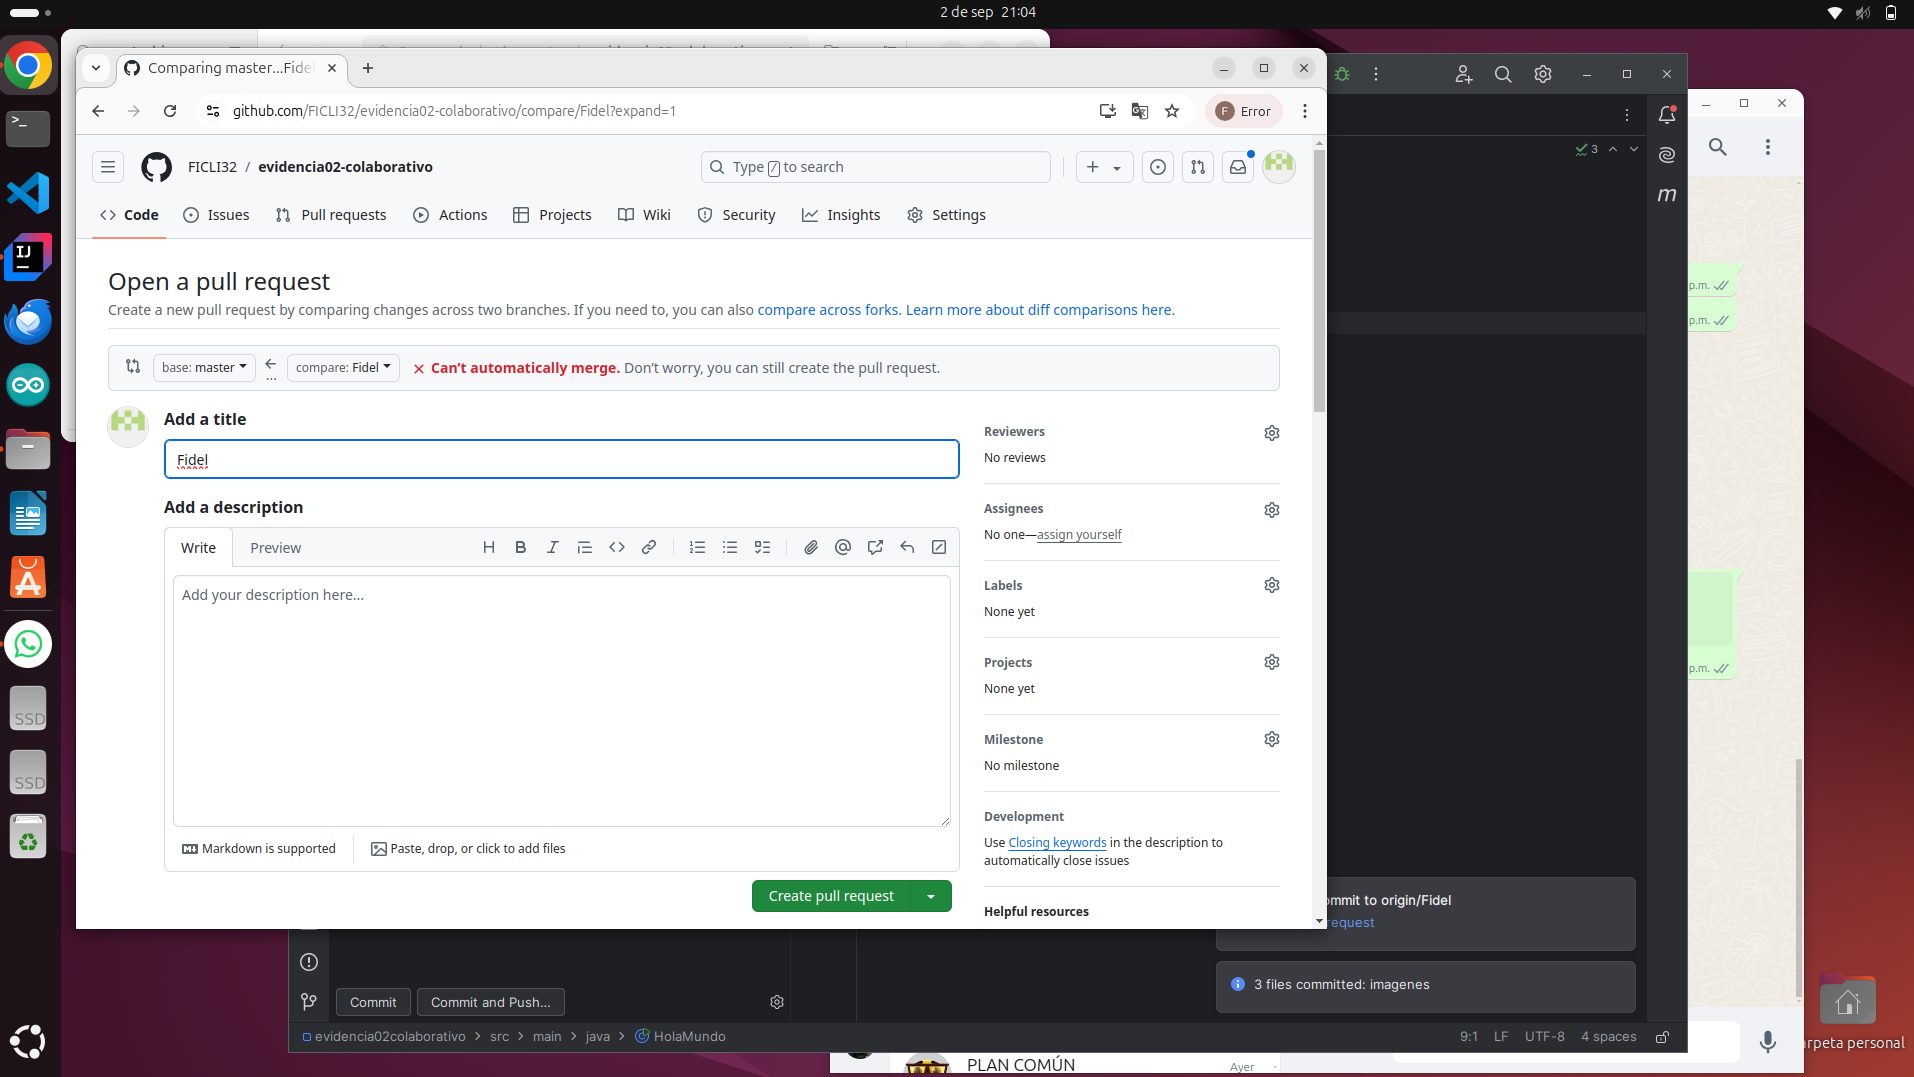 2 de sep 21:04
Comparing master...Fidel
github.com/FICLI32/evidencia02-colaborativo/compare/Fidel?expand=1
F Error
FICLI32 / evidencia02-colaborativo
Type / to search
Code
Issues
Pull requests
Actions
Projects
Wiki
Security
Insights
Settings
Open a pull request
Create a new pull request by comparing changes across two branches. If you need to, you can also compare across forks. Learn more about diff comparisons here.
base: master
compare: Fidel
Can't automatically merge. Don't worry, you can still create the pull request.
Add a title
Fidel
Add a description
Write
Preview
Add your description here...
Markdown is supported
Paste, drop, or click to add files
Create pull request
Reviewers
No reviews
Assignees
No one—assign yourself
Labels
None yet
Projects
None yet
Milestone
No milestone
Development
Use Closing keywords in the description to
automatically close issues
Helpful resources
3
m
p.m.
p.m.
p.m.
SSD
SSD
IJ
ommit to origin/Fidel
request
3 files committed: imagenes
Commit
Commit and Push...
evidencia02colaborativo > src > main > java > HolaMundo
9:1 LF UTF-8 4 spaces
PLAN COMÚN
Ayer
arpeta personal